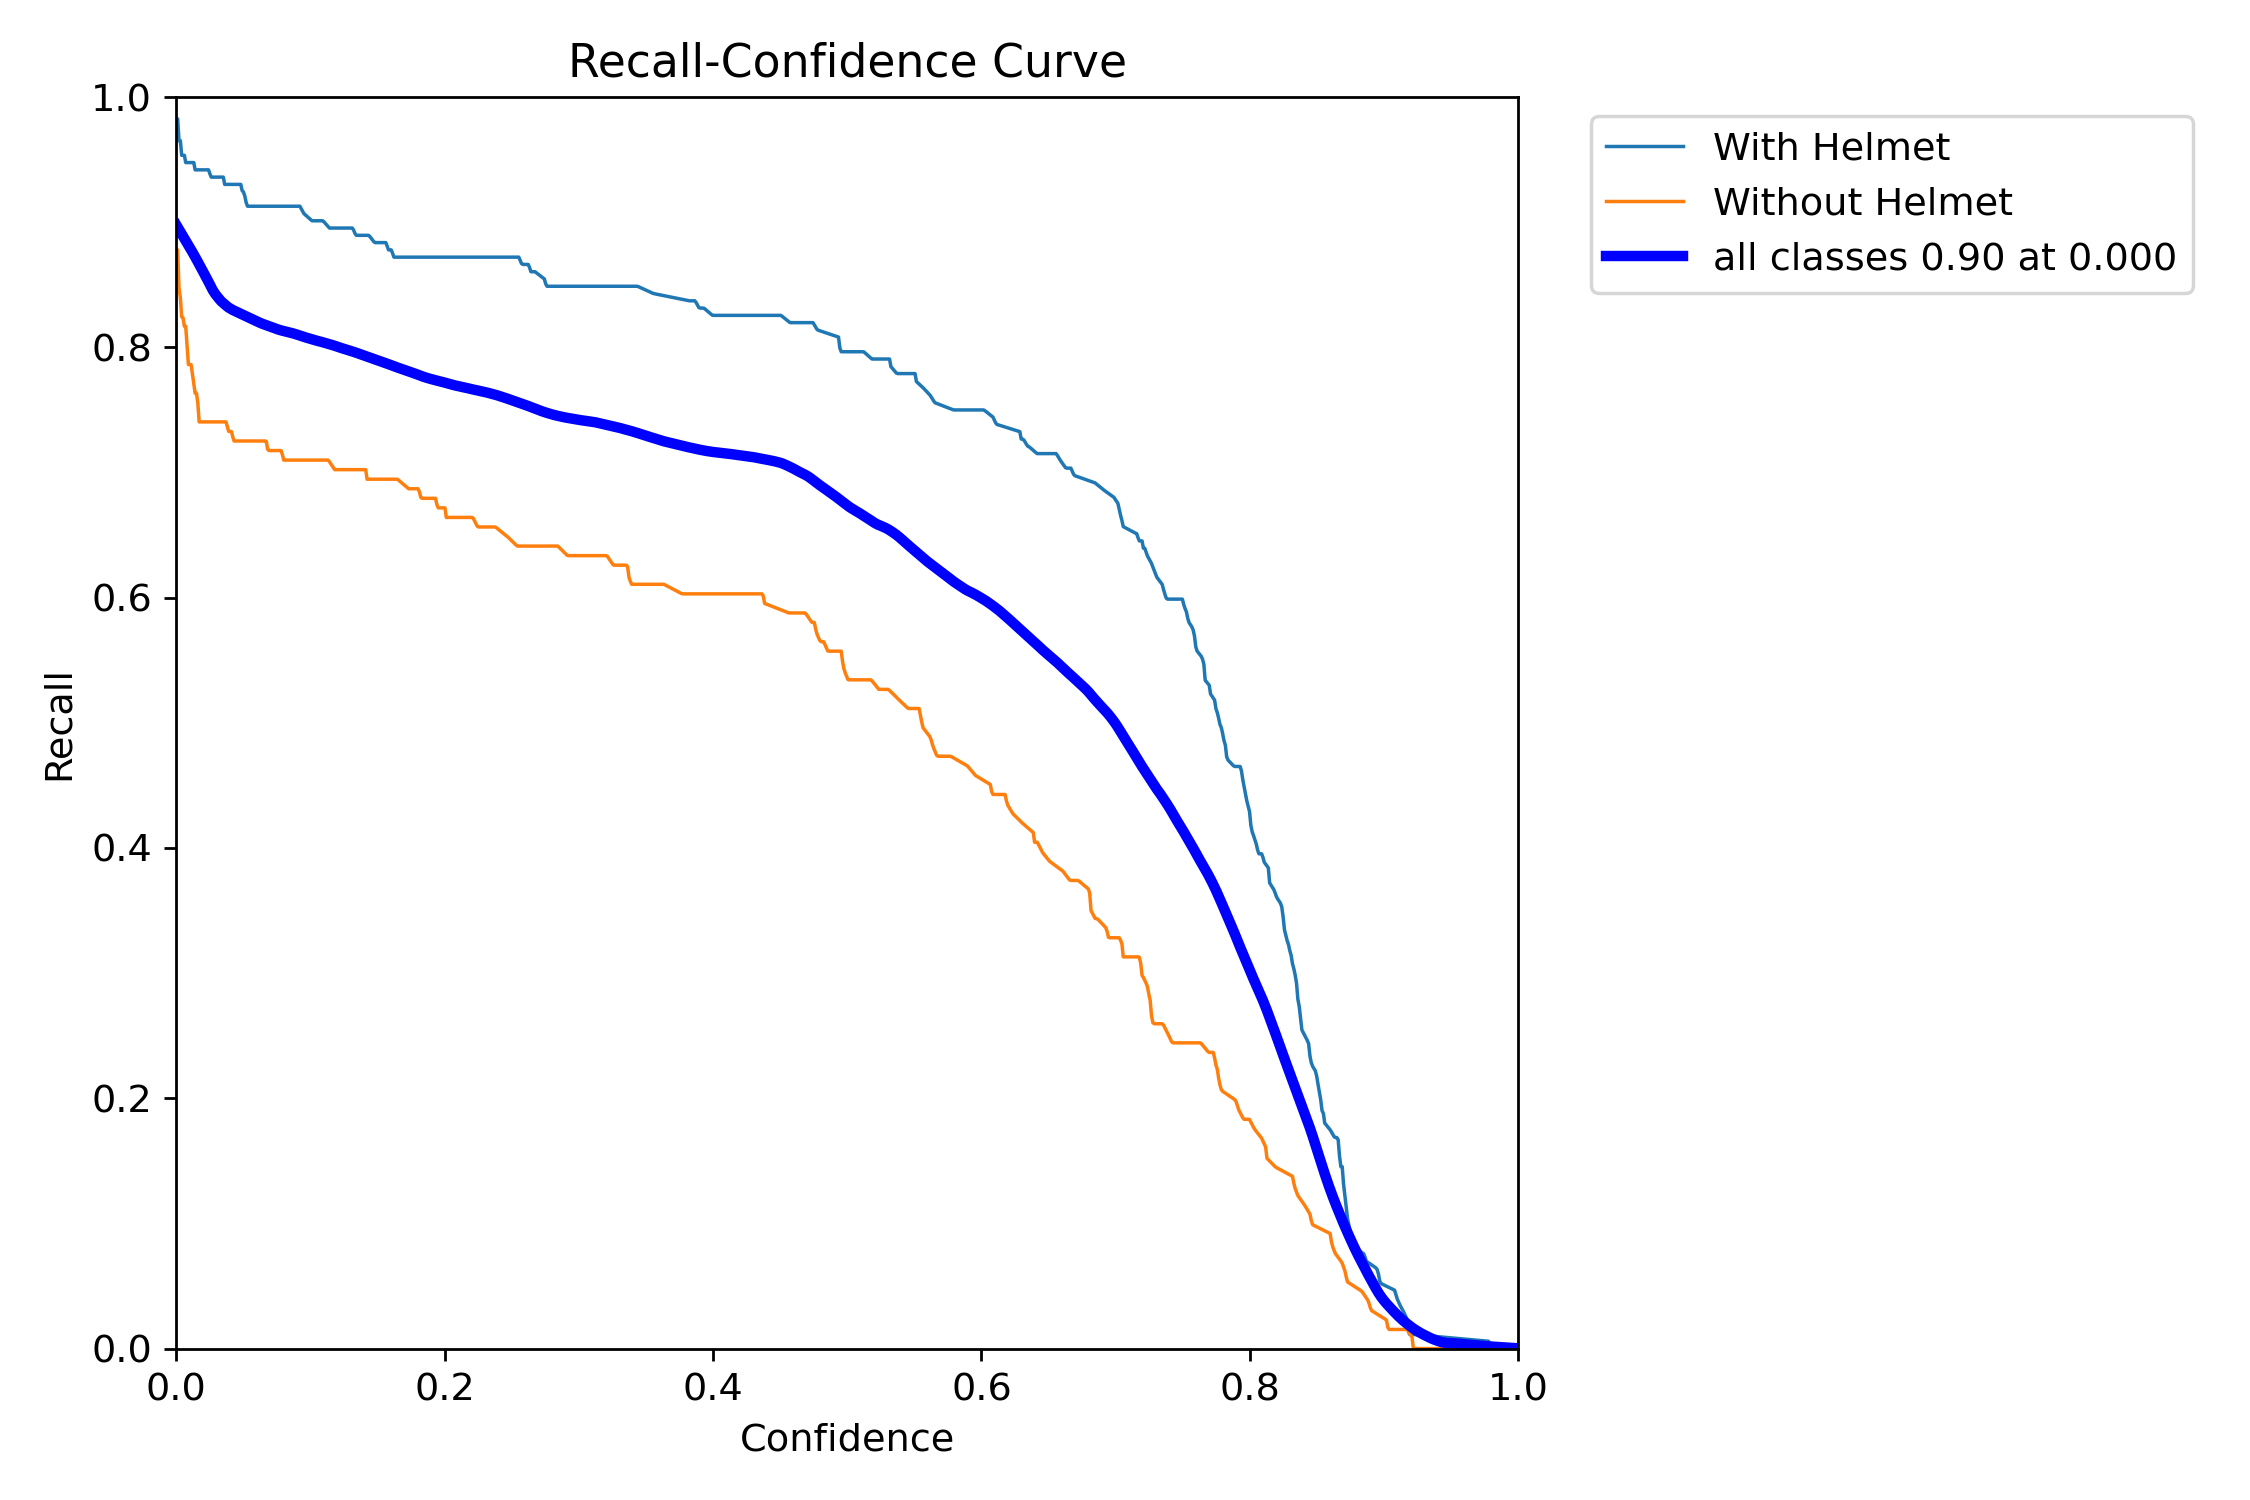 Recall-Confidence Curve
1.0
0.8
0.6
0.4
0.2
0.0
Recall
0.0 0.2 0.4 0.6 0.8 1.0
Confidence
With Helmet
Without Helmet
all classes 0.90 at 0.000